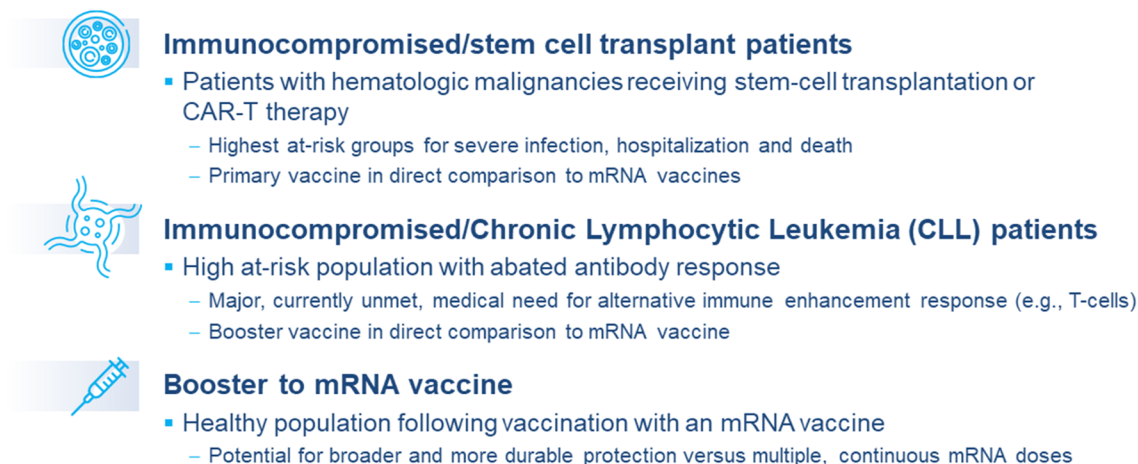 Immunocompromised/stem cell transplant patients
▪ Patients with hematologic malignancies receiving stem-cell transplantation or
CAR-T therapy
– Highest at-risk groups for severe infection, hospitalization and death
– Primary vaccine in direct comparison to mRNA vaccines
Immunocompromised/Chronic Lymphocytic Leukemia (CLL) patients
▪ High at-risk population with abated antibody response
– Major, currently unmet, medical need for alternative immune enhancement response (e.g., T-cells)
– Booster vaccine in direct comparison to mRNA vaccine
Booster to mRNA vaccine
▪ Healthy population following vaccination with an mRNA vaccine
– Potential for broader and more durable protection versus multiple, continuous mRNA doses